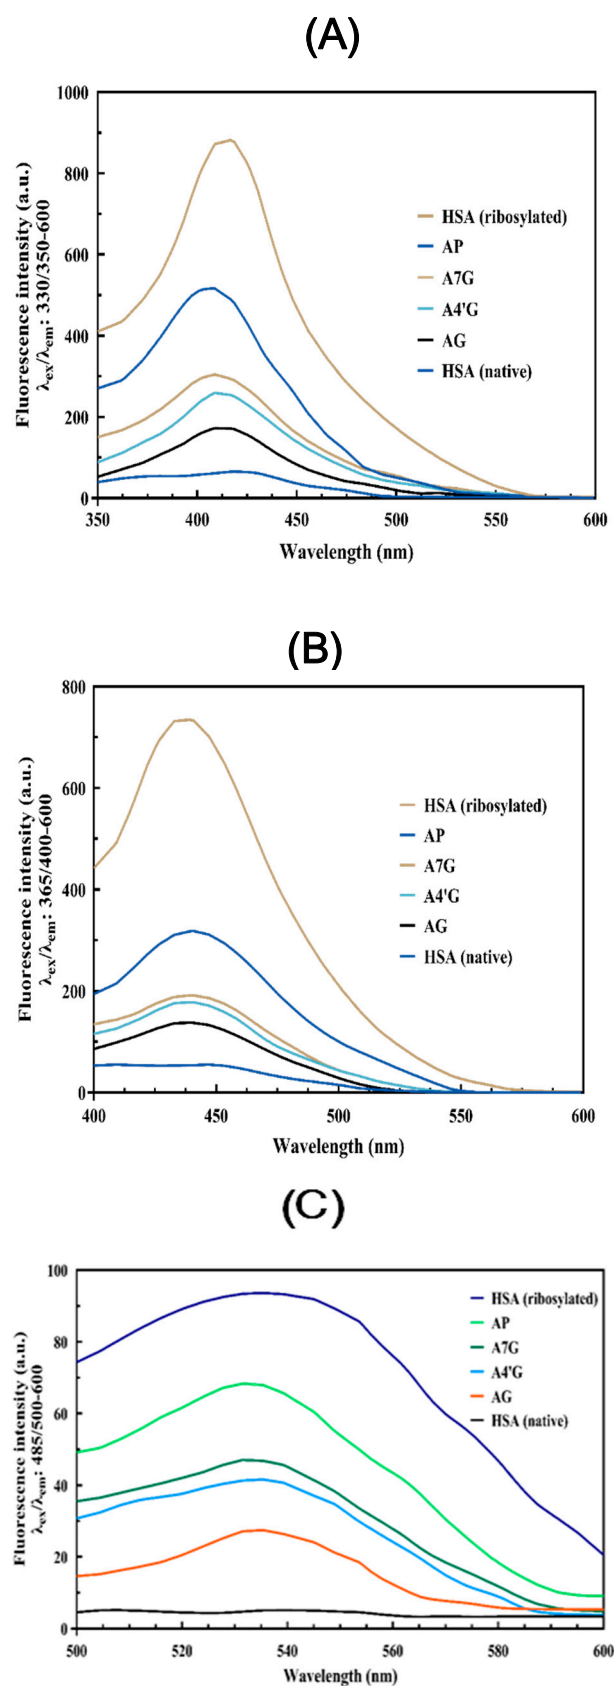 (A)
Fluorescence intensity (a.u.)
λex/λem: 330/350-600
1000
800
600
400
200
0
HSA (ribosylated)
AP
A7G
A4'G
AG
HSA (native)
350 400 450 500 550 600
Wavelength (nm)
(B)
Fluorescence intensity (a.u.)
λex/λem: 365/400-600
800
600
400
200
0
HSA (ribosylated)
AP
A7G
A4'G
AG
HSA (native)
400 450 500 550 600
Wavelength (nm)
(C)
Fluorescence intensity (a.u.)
λex/λem: 485/500-600
100
80
60
40
20
0
HSA (ribosylated)
AP
A7G
A4'G
AG
HSA (native)
500 520 540 560 580 600
Wavelength (nm)